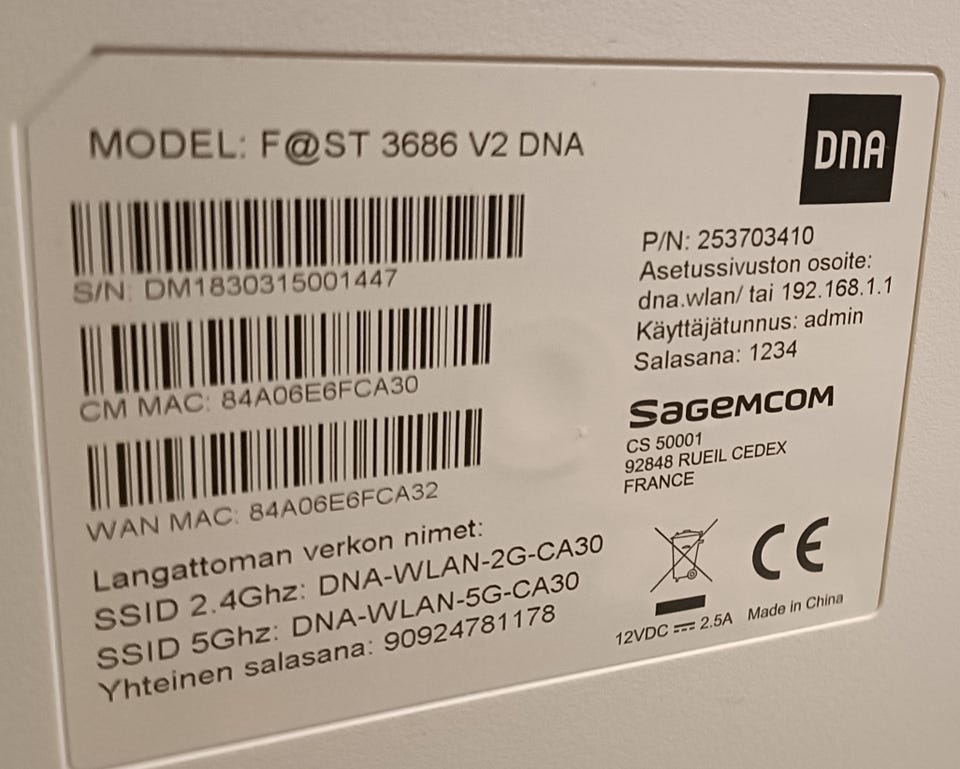 MODEL: F@ST 3686 V2 DNA
DNA
S/N: DM1830315001447
CM MAC: 84A06E6FCA30
WAN MAC: 84A06E6FCA32
Langattoman verkon nimet:
SSID 2.4Ghz: DNA-WLAN-2G-CA30
SSID 5Ghz: DNA-WLAN-5G-CA30
Yhteinen salasana: 90924781178
P/N: 253703410
Asetussivuston osoite:
dna.wlan/ tai 192.168.1.1
Käyttäjätunnus: admin
Salasana: 1234
SAGEMCOM
CS 50001
92848 RUEIL CEDEX
FRANCE
CE
12VDC ⎓ 2.5A Made in China